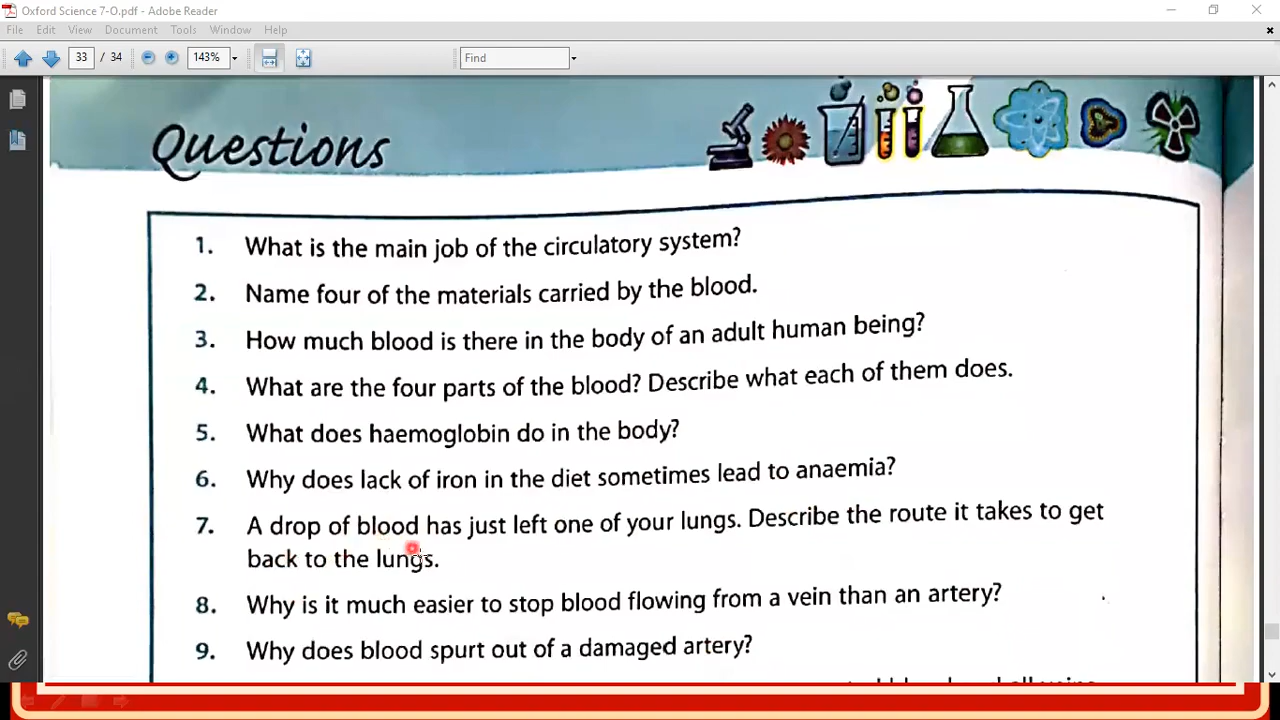 Oxford Science 7-O.pdf - Adobe Reader
File Edit View Document Tools Window Help
33 / 34 143% Find
Questions
1. What is the main job of the circulatory system?
2. Name four of the materials carried by the blood.
3. How much blood is there in the body of an adult human being?
4. What are the four parts of the blood? Describe what each of them does.
5. What does haemoglobin do in the body?
6. Why does lack of iron in the diet sometimes lead to anaemia?
7. A drop of blood has just left one of your lungs. Describe the route it takes to get
back to the lungs.
8. Why is it much easier to stop blood flowing from a vein than an artery?
9. Why does blood spurt out of a damaged artery?